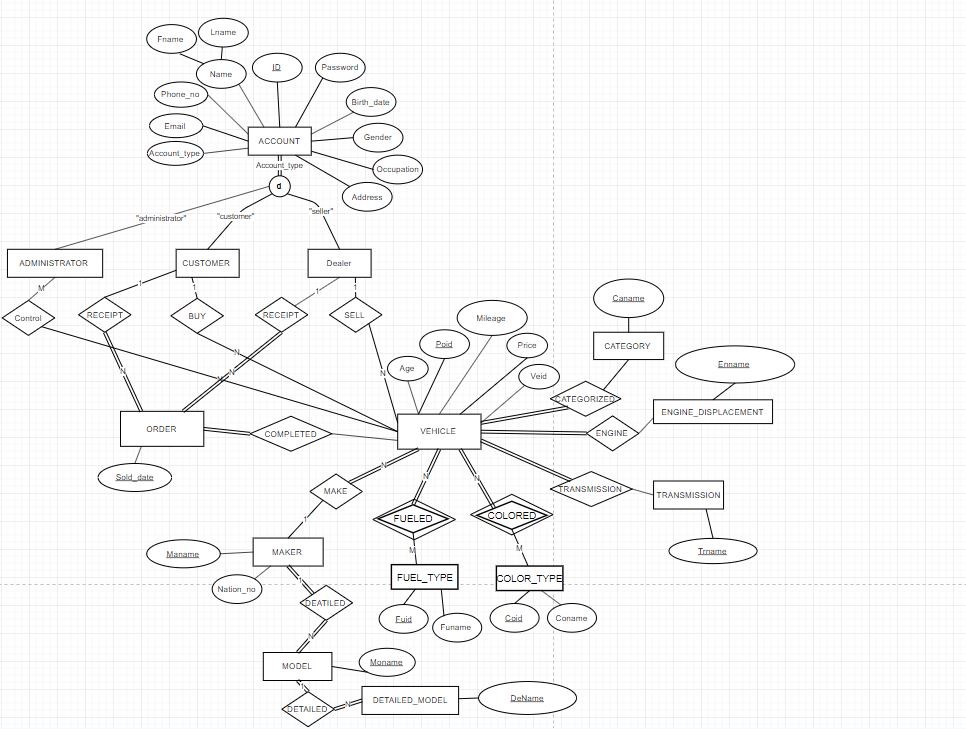 Lname
Fname
Name
ID
Password
Phone_no
Birth_date
Email
Gender
ACCOUNT
Account_type
Account_type
Occupation
d
Address
"administrator"
"customer"
"seller"
ADMINISTRATOR
CUSTOMER
Dealer
M
1
1
1
1
Control
RECEIPT
BUY
RECEIPT
SELL
Caname
Mileage
Poid
Price
CATEGORY
N
Age
Veid
Enname
N
N
N
N
CATEGORIZED
ENGINE_DISPLACEMENT
ORDER
COMPLETED
VEHICLE
ENGINE
Sold_date
N
N
N
MAKE
TRANSMISSION
TRANSMISSION
1
FUELED
COLORED
Maname
MAKER
M
M
Trname
Nation_no
1
FUEL_TYPE
COLOR_TYPE
DEATILED
Fuid
Funame
Coid
Coname
N
MODEL
Moname
1
DETAILED
N
DETAILED_MODEL
DeName